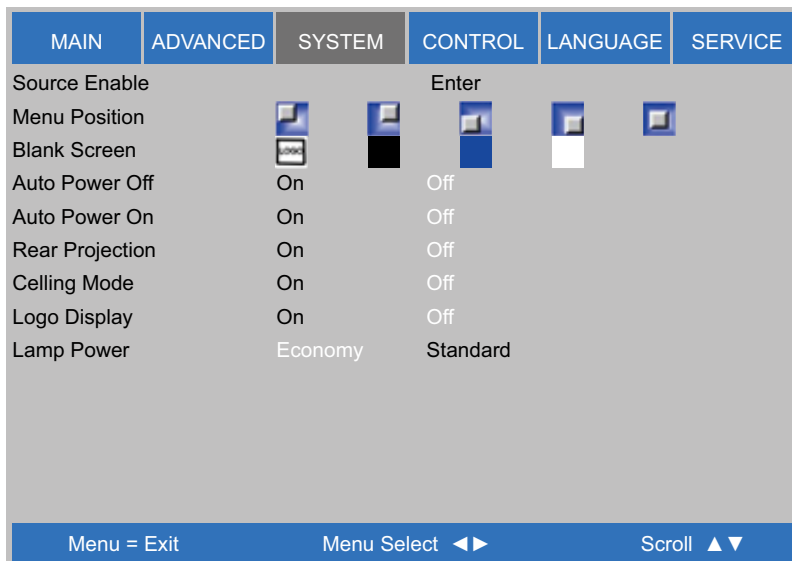 MAIN ADVANCED SYSTEM CONTROL LANGUAGE SERVICE
Source Enable Enter
Menu Position
Blank Screen LOGO
Auto Power Off On Off
Auto Power On On Off
Rear Projection On Off
Celling Mode On Off
Logo Display On Off
Lamp Power Economy Standard
Menu = Exit Menu Select ◄► Scroll ▲▼